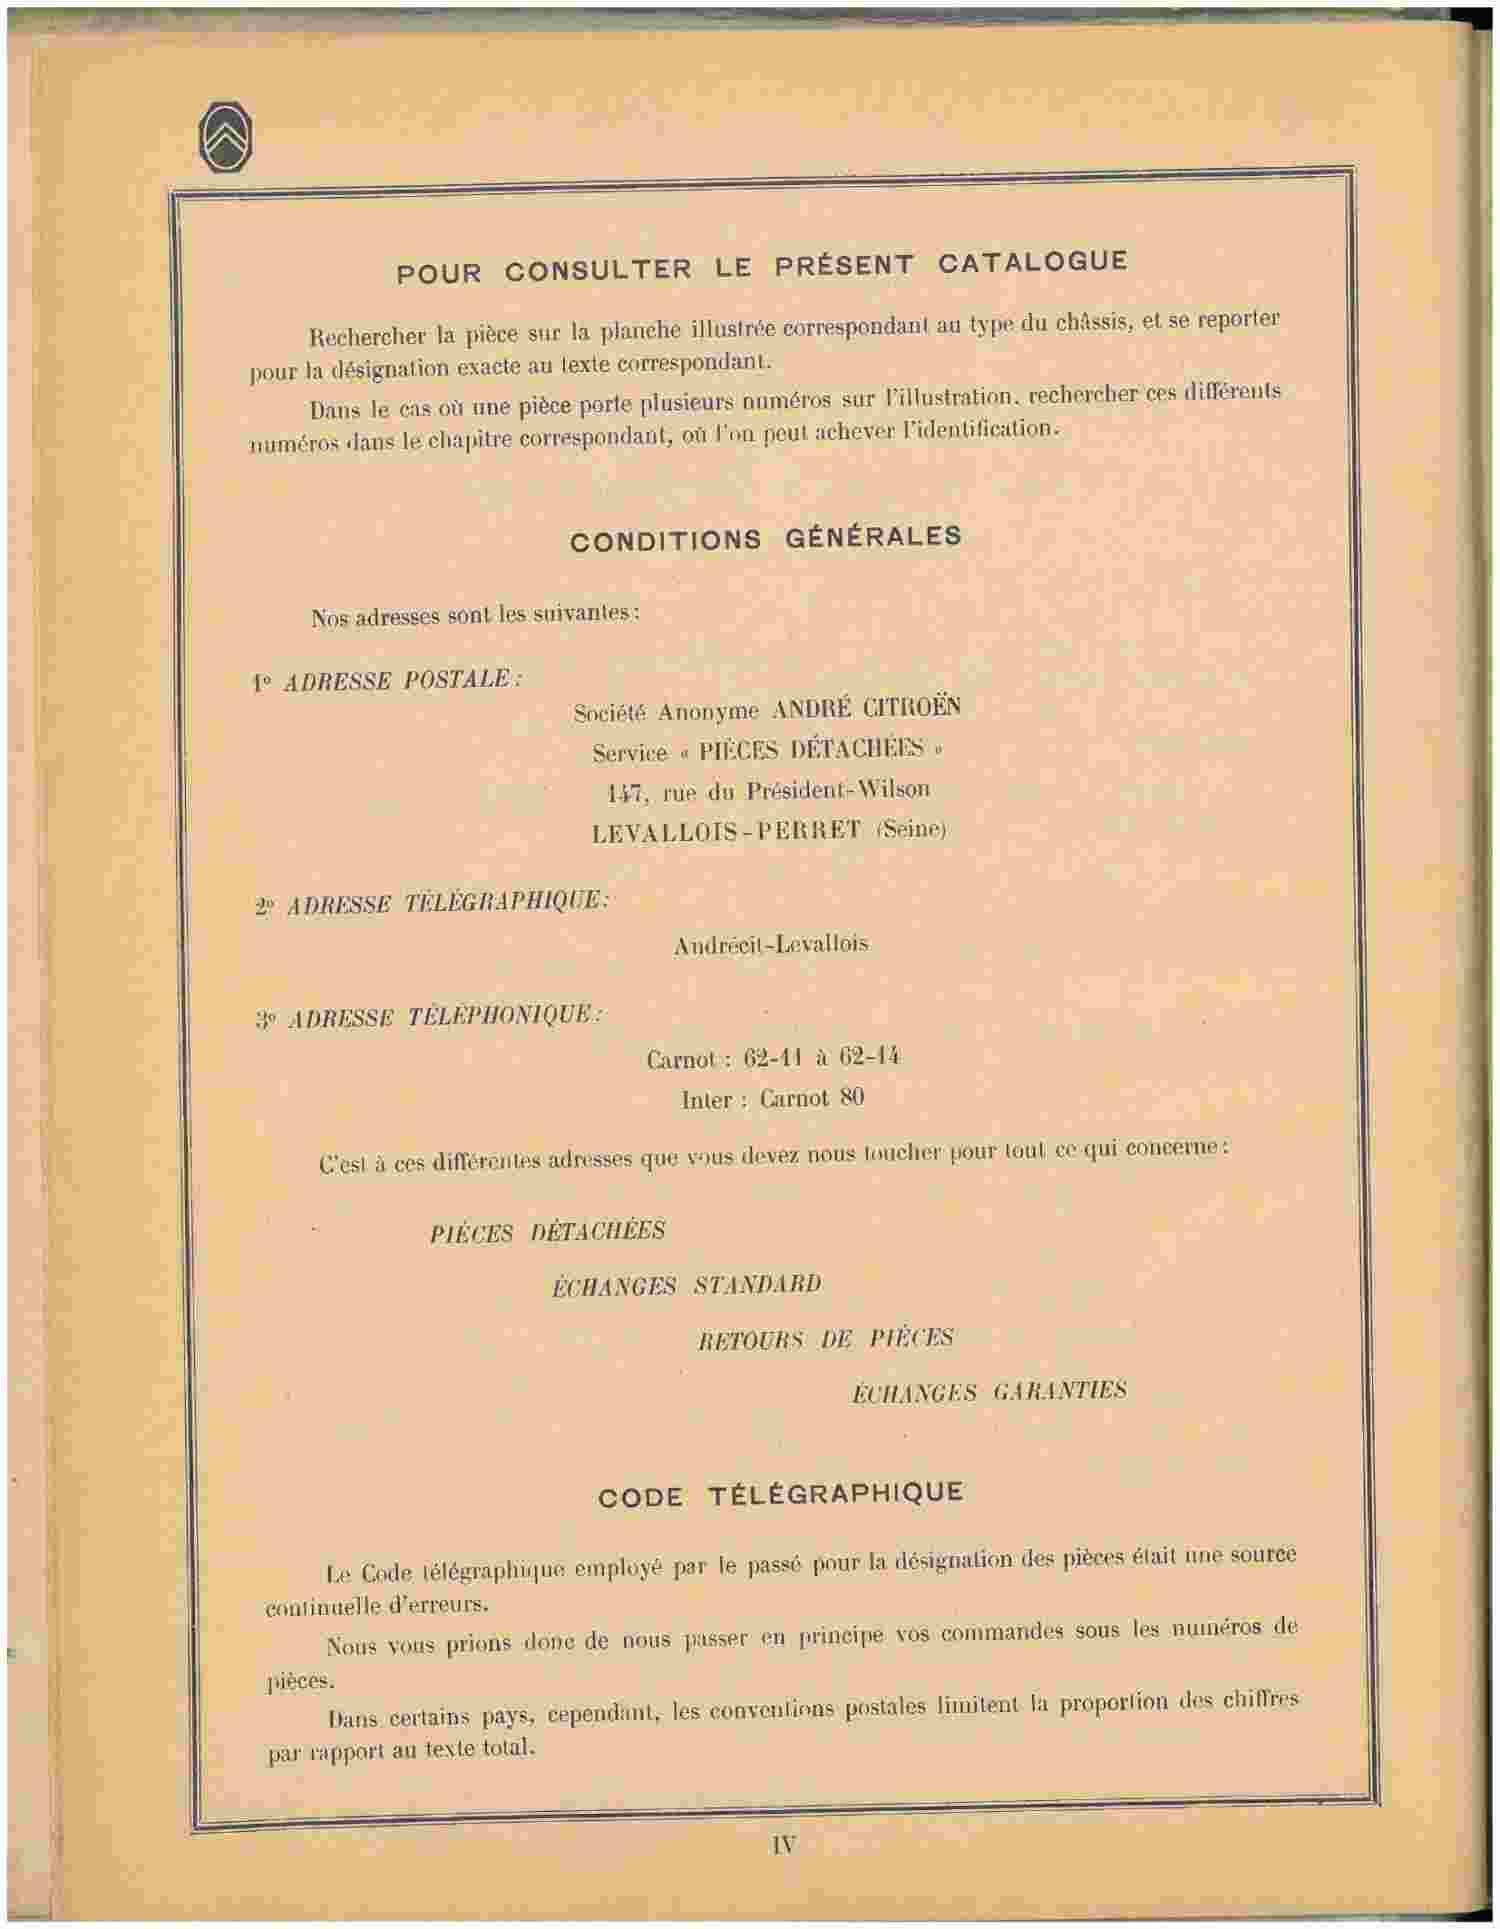 POUR CONSULTER LE PRÉSENT CATALOGUE
Rechercher la pièce sur la planche illustrée correspondant au type du châssis, et se reporter
pour la désignation exacte au texte correspondant.
Dans le cas où une pièce porte plusieurs numéros sur l'illustration, rechercher ces différents
numéros dans le chapitre correspondant, où l'on peut achever l'identification.
CONDITIONS GÉNÉRALES
Nos adresses sont les suivantes :
1º ADRESSE POSTALE :
Société Anonyme ANDRÉ CITROËN
Service « PIÈCES DÉTACHÉES »
147, rue du Président-Wilson
LEVALLOIS-PERRET (Seine)
2º ADRESSE TÉLÉGRAPHIQUE :
Andrécit-Levallois
3º ADRESSE TÉLÉPHONIQUE :
Carnot : 62-11 à 62-14
Inter : Carnot 80
C'est à ces différentes adresses que vous devez nous toucher pour tout ce qui concerne :
PIÈCES DÉTACHÉES
ÉCHANGES STANDARD
RETOURS DE PIÈCES
ÉCHANGES GARANTIES
CODE TÉLÉGRAPHIQUE
Le Code télégraphique employé par le passé pour la désignation des pièces était une source
continuelle d'erreurs.
Nous vous prions donc de nous passer en principe vos commandes sous les numéros de
pièces.
Dans certains pays, cependant, les conventions postales limitent la proportion des chiffres
par rapport au texte total.
IV